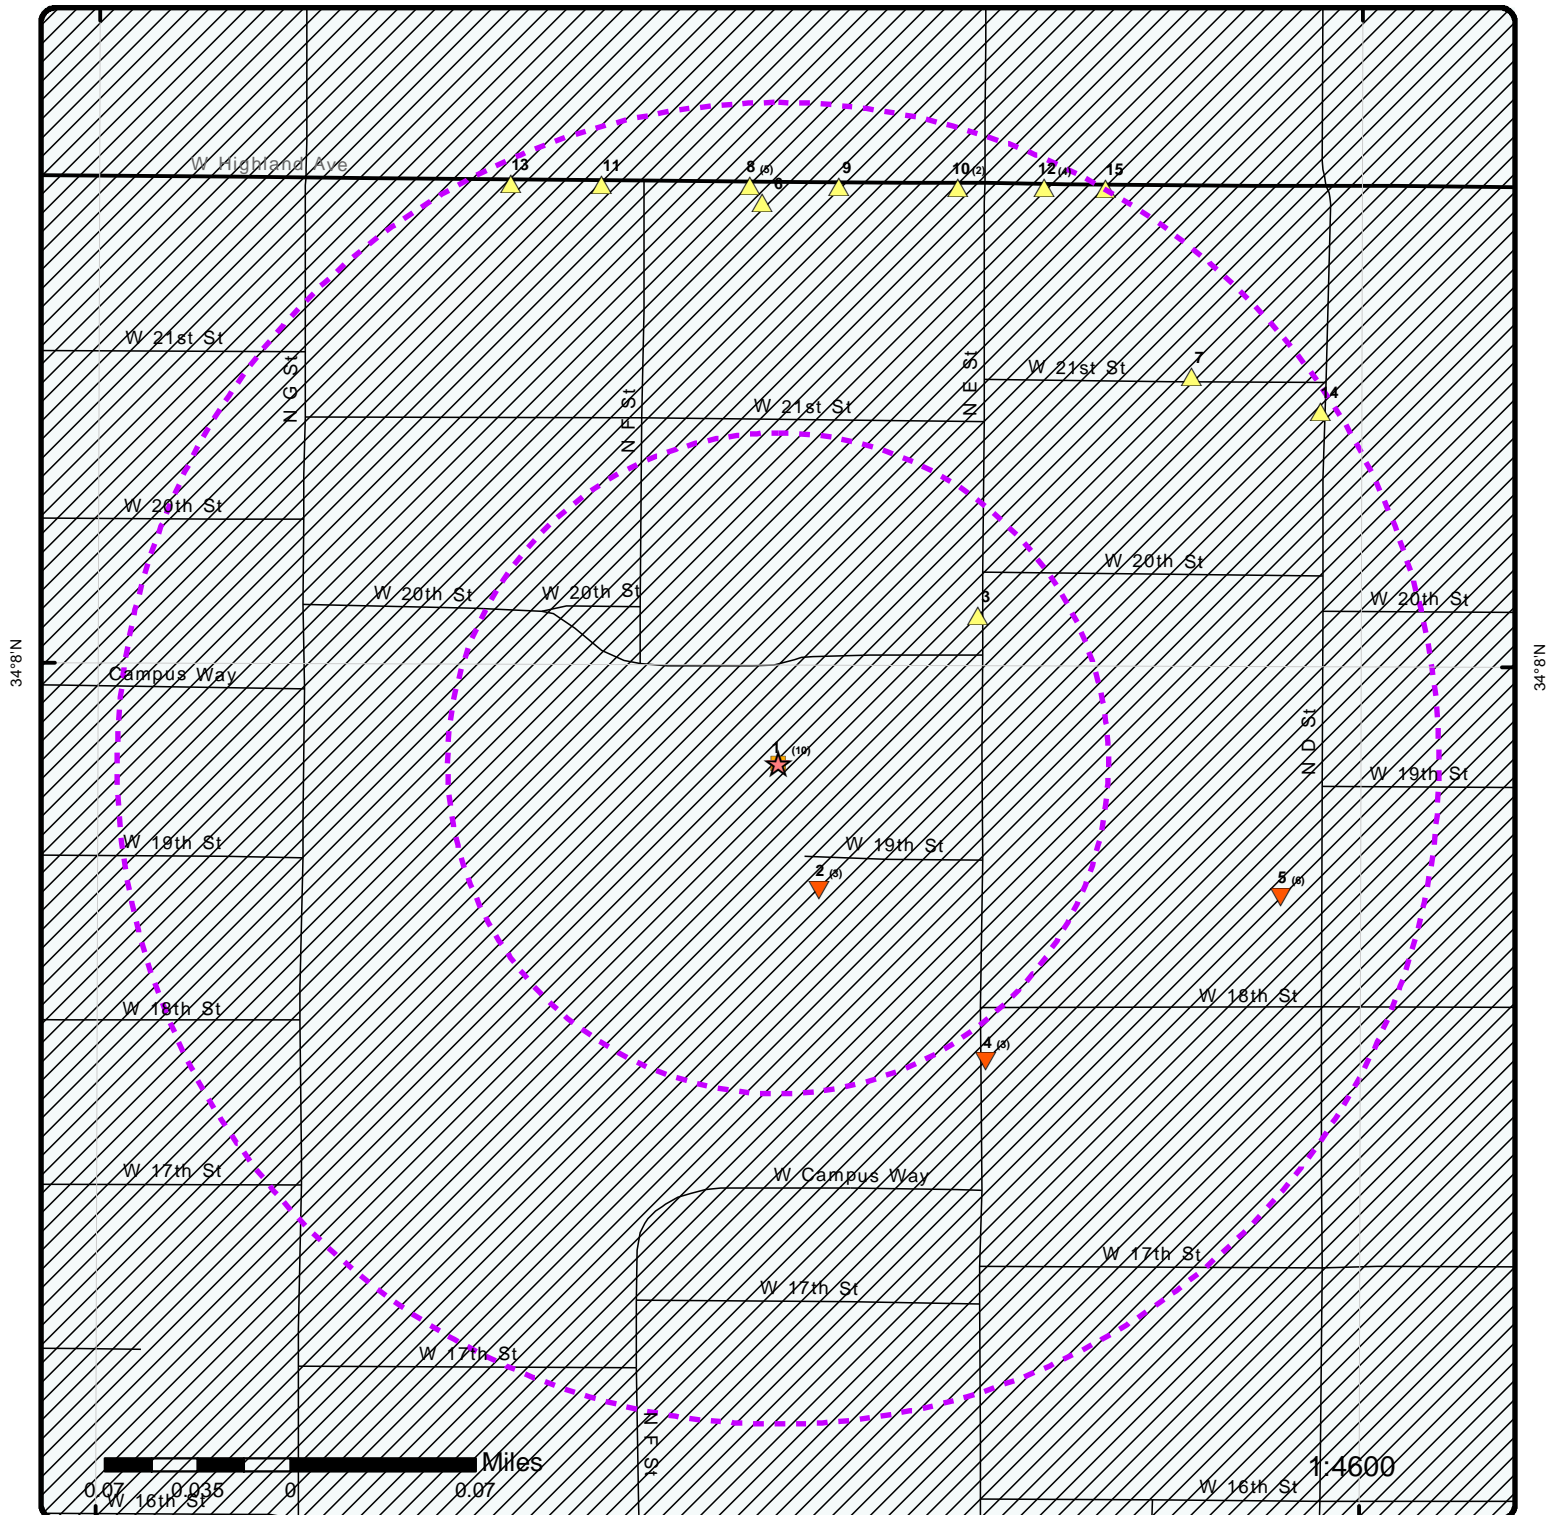 W Highland Ave
13
11
8 (5)
6
9
10 (2)
12 (4)
15
W 21st St
N G St
N F St
W 21st St
N E St
W 21st St
7
14
W 20th St
W 20th St
W 20th St
W 20th St
3
W 20th St
34°8'N
34°8'N
Campus Way
N D St
1 (10)
W 19th St
W 19th St
W 19th St
2 (3)
5 (6)
W 18th St
W 18th St
4 (3)
W 17th St
W Campus Way
W 17th St
W 17th St
W 17th St
N F St
Miles
1:4600
0.07 0.035 0 0.07
W 16th St
W 16th St